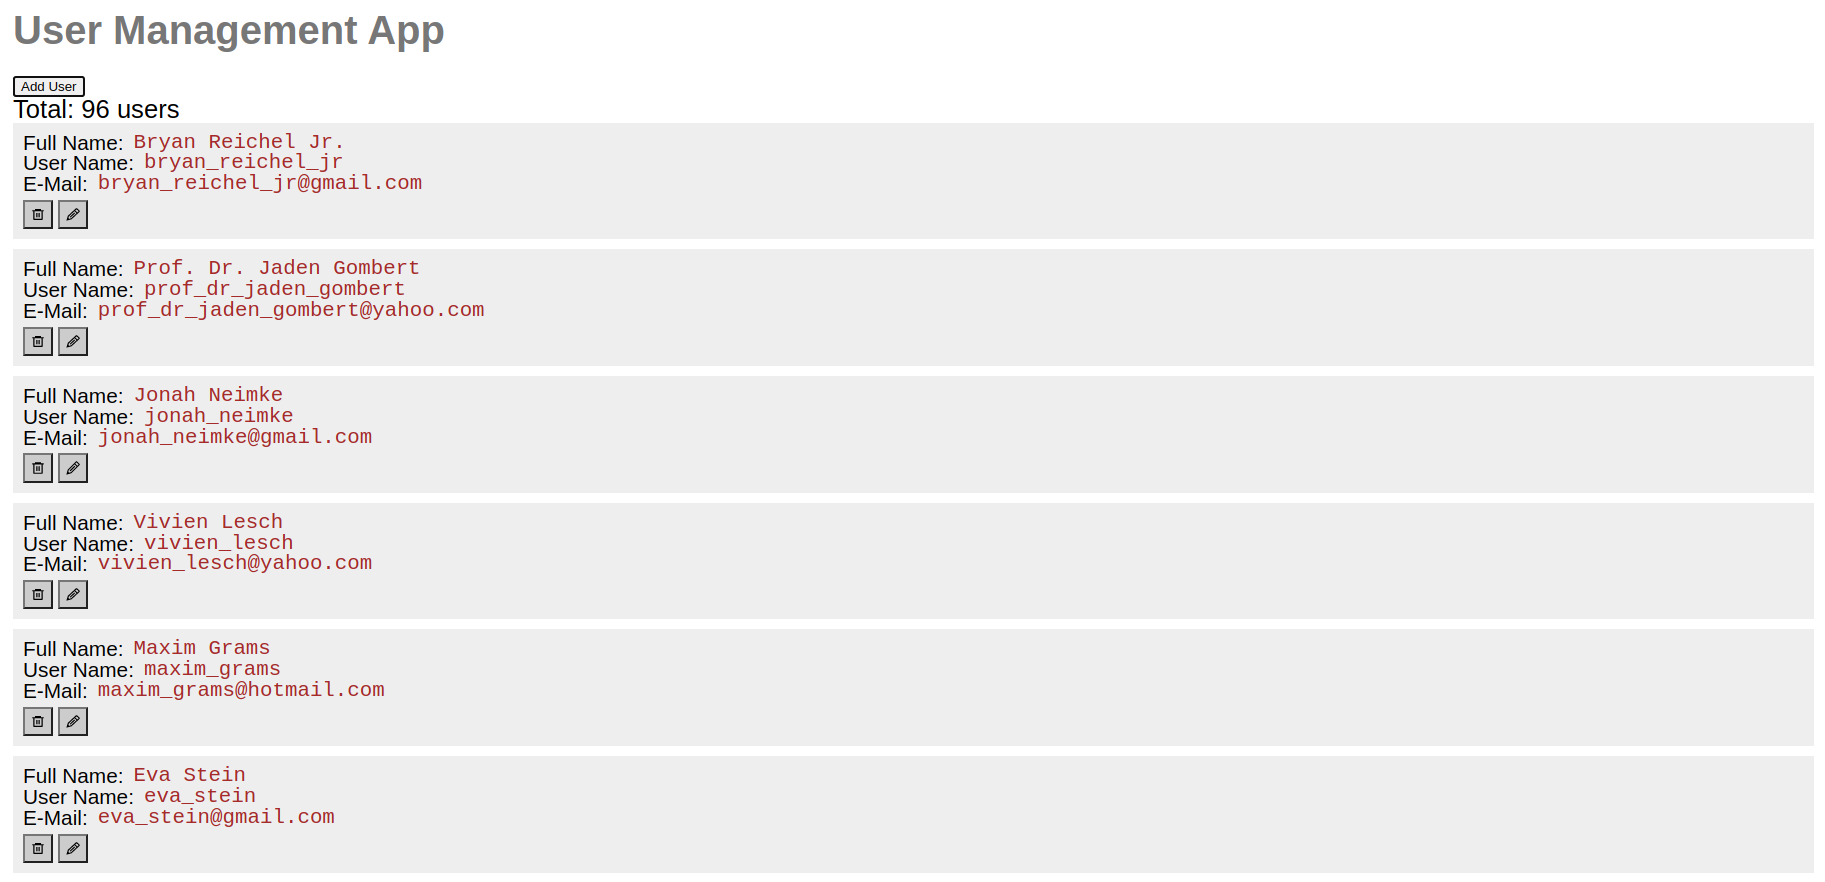 User Management App
Add User
Total: 96 users
Full Name: Bryan Reichel Jr.
User Name: bryan_reichel_jr
E-Mail: bryan_reichel_jr@gmail.com
Full Name: Prof. Dr. Jaden Gombert
User Name: prof_dr_jaden_gombert
E-Mail: prof_dr_jaden_gombert@yahoo.com
Full Name: Jonah Neimke
User Name: jonah_neimke
E-Mail: jonah_neimke@gmail.com
Full Name: Vivien Lesch
User Name: vivien_lesch
E-Mail: vivien_lesch@yahoo.com
Full Name: Maxim Grams
User Name: maxim_grams
E-Mail: maxim_grams@hotmail.com
Full Name: Eva Stein
User Name: eva_stein
E-Mail: eva_stein@gmail.com